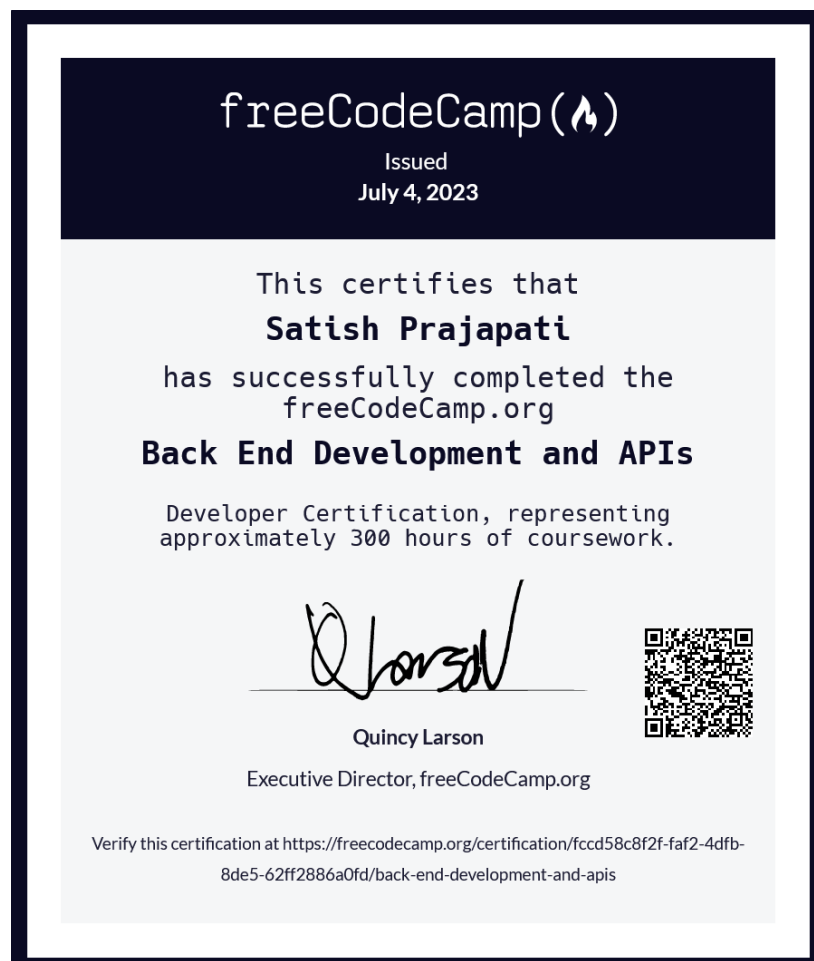 freeCodeCamp(🔥)
Issued
July 4, 2023
This certifies that
Satish Prajapati
has successfully completed the
freeCodeCamp.org
Back End Development and APIs
Developer Certification, representing
approximately 300 hours of coursework.
Q Larson
Quincy Larson
Executive Director, freeCodeCamp.org
Verify this certification at https://freecodecamp.org/certification/fccd58c8f2f-faf2-4dfb-
8de5-62ff2886a0fd/back-end-development-and-apis